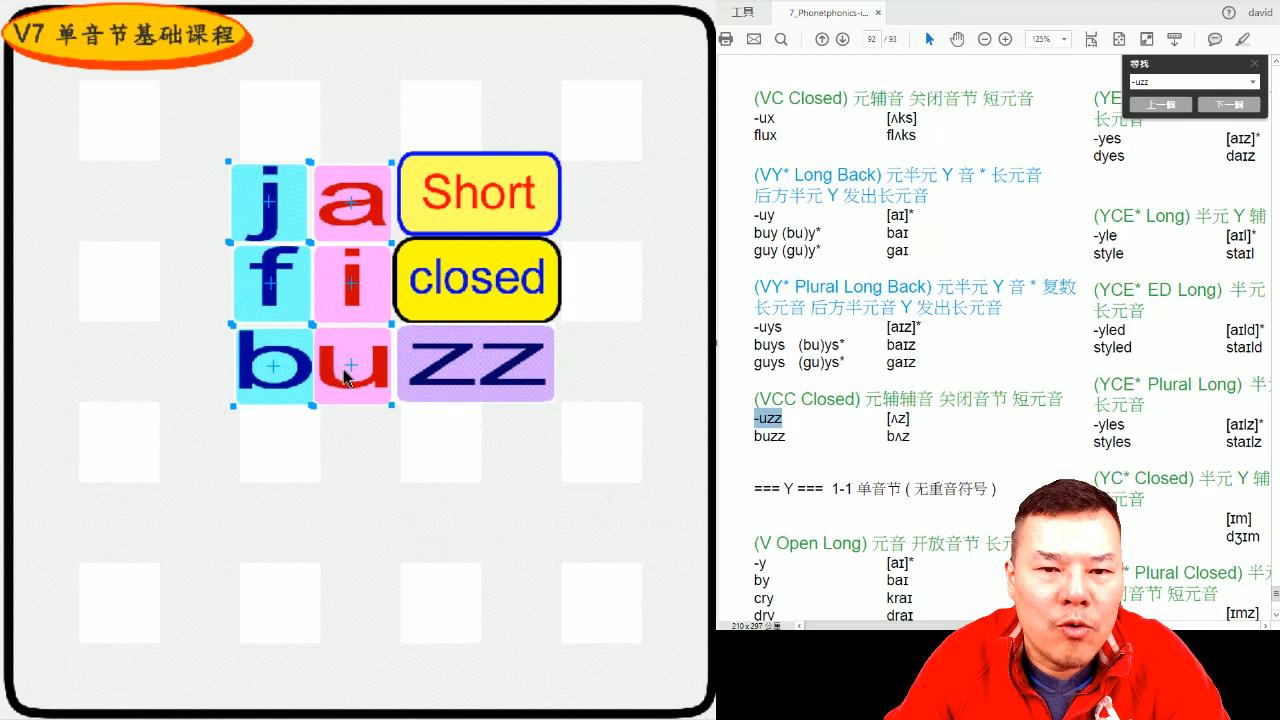 V7 单音节基础课程
j a Short
f i closed
b u zz
工具
7_Phonetphonics-i... ×
david
92 / 93
125%
尋找
-uzz
上一個 下一個
(VC Closed) 元辅音 关闭音节 短元音
-ux [ʌks]
flux flʌks
(VY* Long Back) 元半元 Y 音 * 长元音
后方半元 Y 发出长元音
-uy [aɪ]*
buy (bu)y* baɪ
guy (gu)y* gaɪ
(VY* Plural Long Back) 元半元 Y 音 * 复数
长元音 后方半元音 Y 发出长元音
-uys [aɪz]*
buys (bu)ys* baɪz
guys (gu)ys* gaɪz
(VCC Closed) 元辅辅音 关闭音节 短元音
-uzz [ʌz]
buzz bʌz
=== Y === 1-1 单音节 ( 无重音符号 )
(V Open Long) 元音 开放音节 长元
-y [aɪ]*
by baɪ
cry kraɪ
dry draɪ
210 x 297 公厘
(YE
长元音
-yes [aɪz]*
dyes daɪz
(YCE* Long) 半元 Y 辅
-yle [aɪl]*
style staɪl
(YCE* ED Long) 半元
长元音
-yled [aɪld]*
styled staɪld
(YCE* Plural Long) 半
长元音
-yles [aɪlz]*
styles staɪlz
(YC* Closed) 半元 Y 辅
元音
[ɪm]
dʒɪm
* Plural Closed) 半元
音节 短元音
[ɪmz]